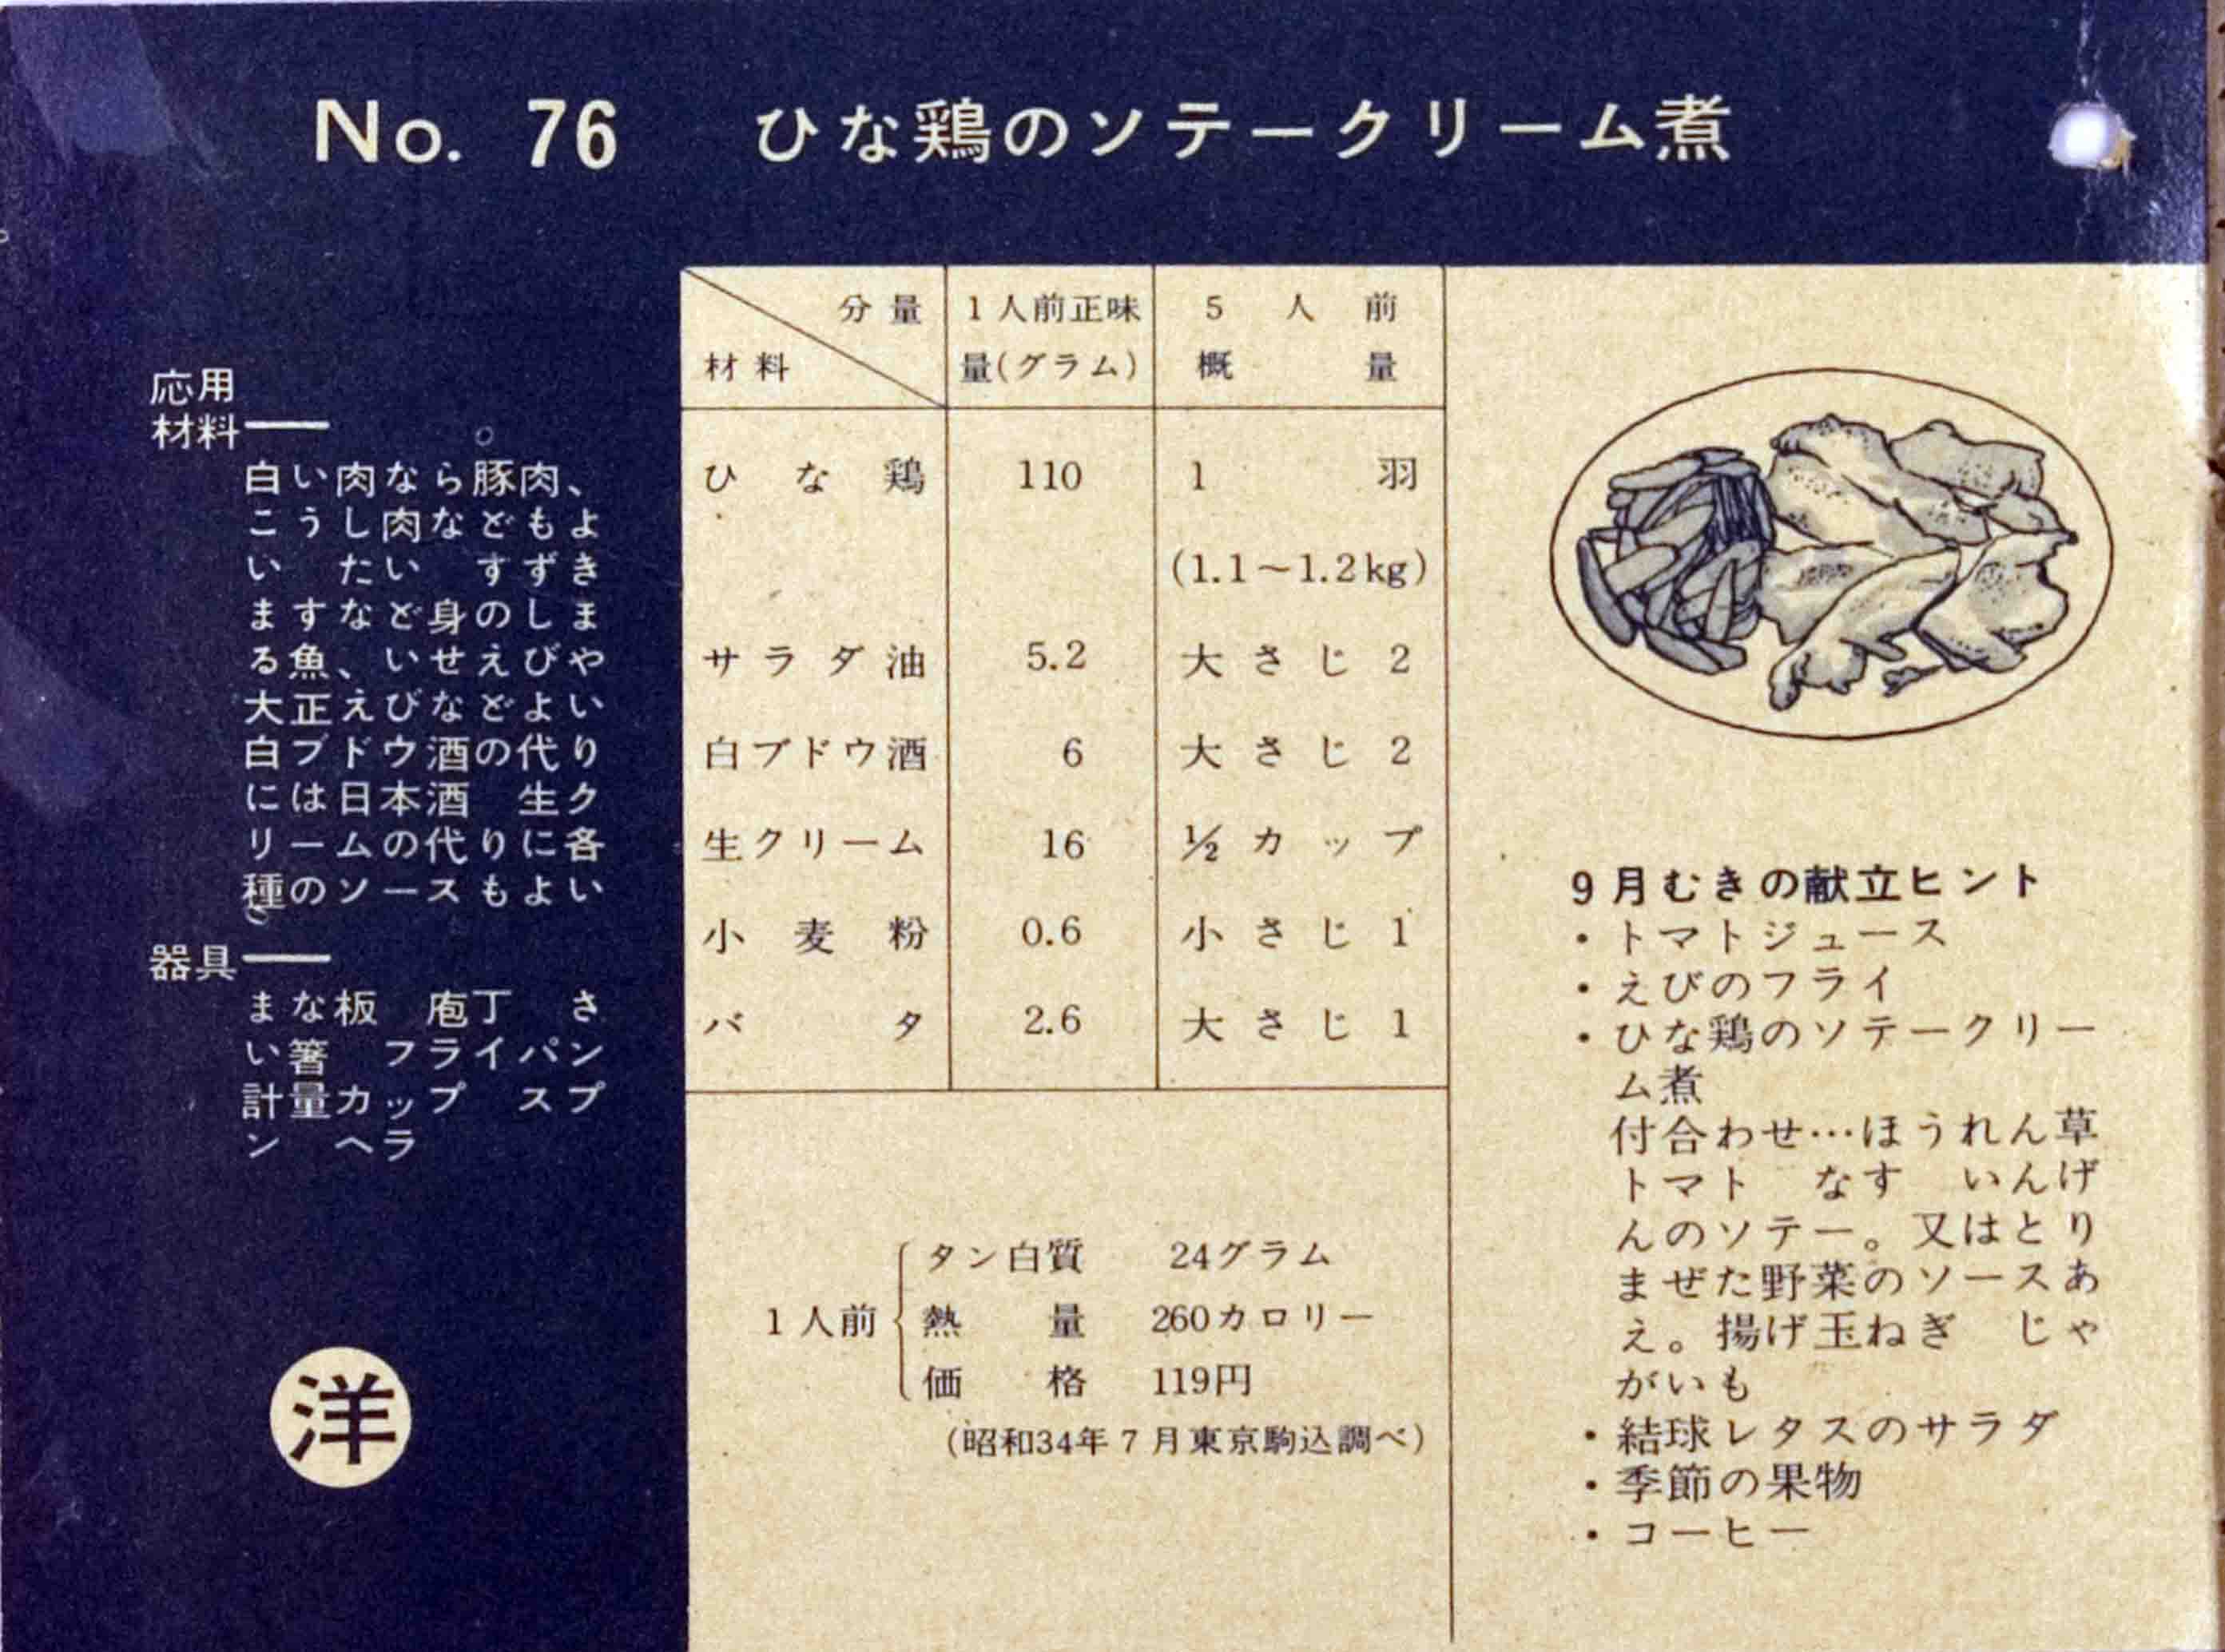 No. 76 ひな鶏のソテークリーム煮
応用
材料──
白い肉なら豚肉、
こうし肉などもよ
い　たい　すずき
ますなど身のしま
る魚、いせえびや
大正えびなどよい
白ブドウ酒の代り
には日本酒　生ク
リームの代りに各
種のソースもよい
器具──
まな板　庖丁　さ
い箸　フライパン
計量カップ　スプ
ン　ヘラ
洋
分量 1人前正味 5人前
材料 量(グラム) 概量
ひな鶏 110 1羽
(1.1～1.2kg)
サラダ油 5.2 大さじ2
白ブドウ酒 6 大さじ2
生クリーム 16 ½カップ
小麦粉 0.6 小さじ1
バタ 2.6 大さじ1
タン白質 24グラム
1人前 熱量 260カロリー
価格 119円
(昭和34年7月東京駒込調べ)
9月むきの献立ヒント
・トマトジュース
・えびのフライ
・ひな鶏のソテークリー
ム煮
付合わせ…ほうれん草
トマト　なす　いんげ
んのソテー。又はとり
まぜた野菜のソースあ
え。揚げ玉ねぎ　じゃ
がいも
・結球レタスのサラダ
・季節の果物
・コーヒー